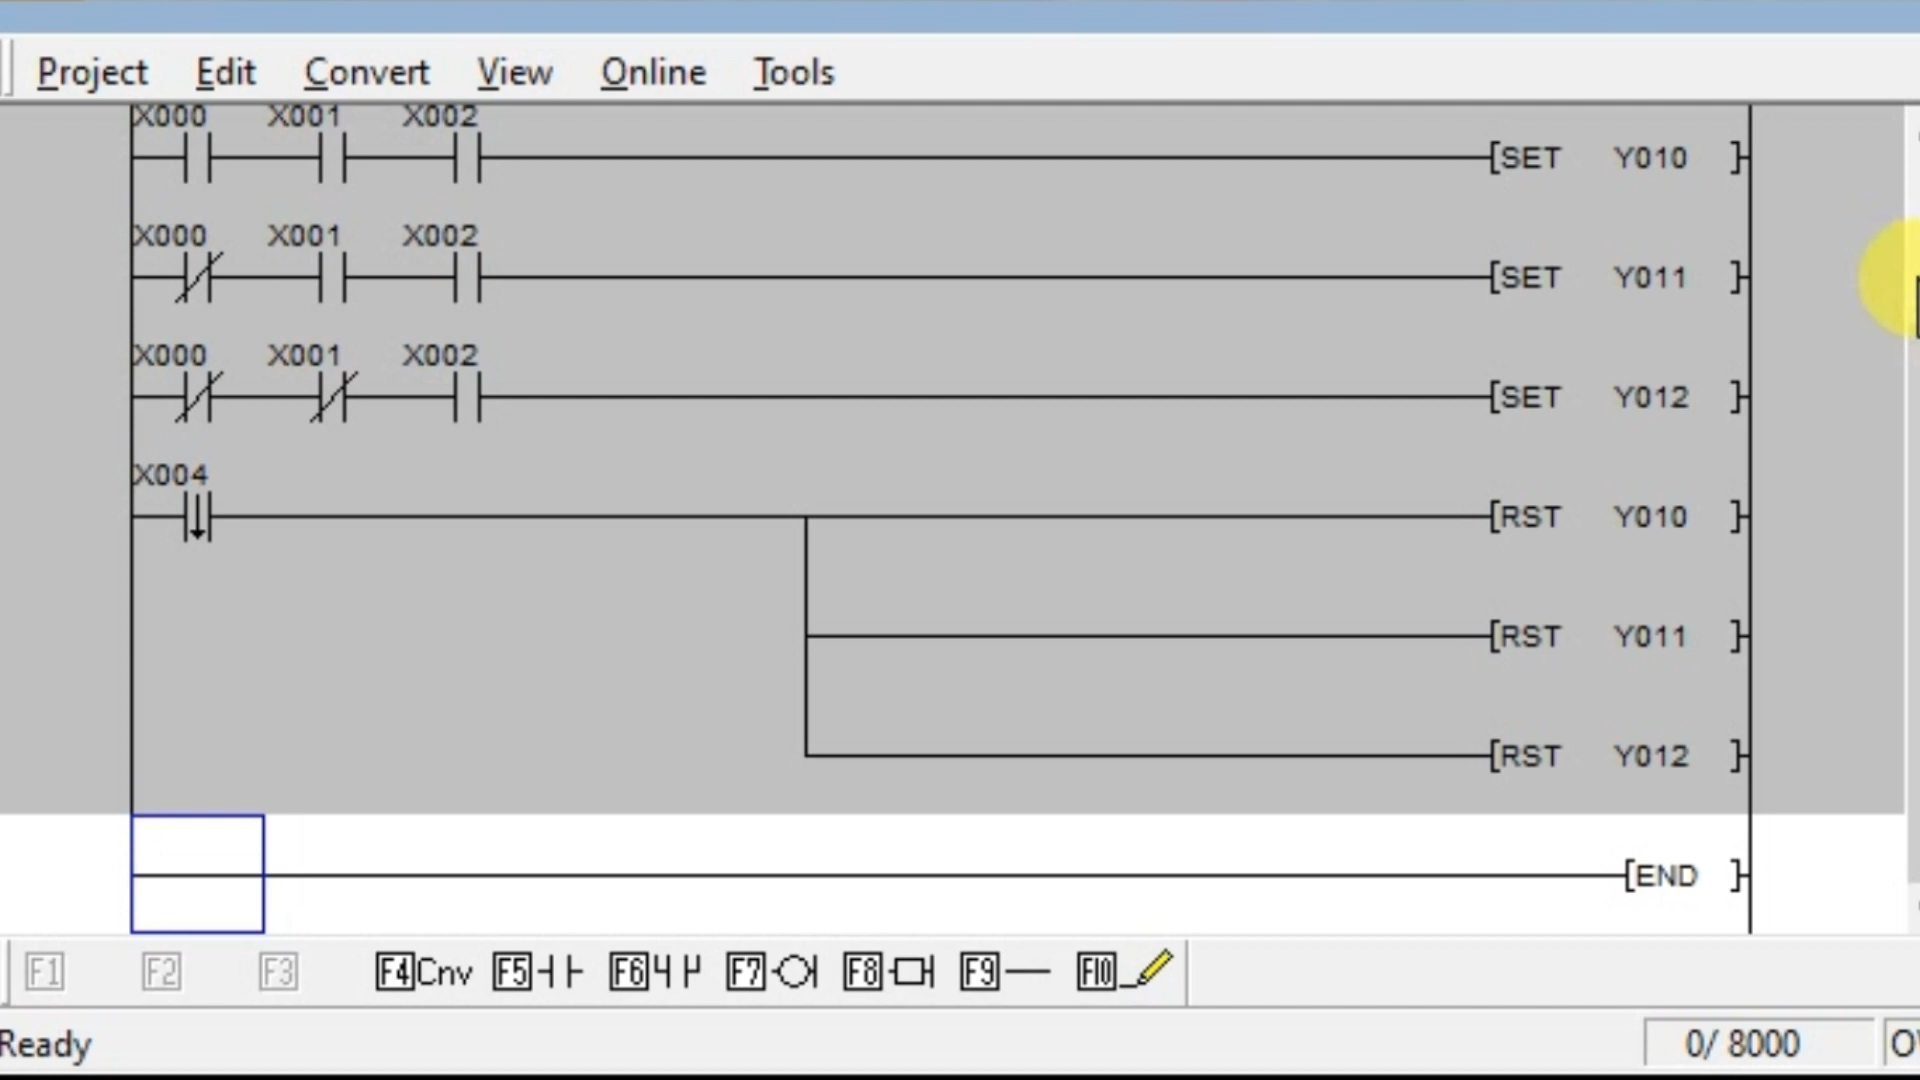 Project Edit Convert View Online Tools
X000 X001 X002
[SET Y010 ]
X000 X001 X002
[SET Y011 ]
X000 X001 X002
[SET Y012 ]
X004
[RST Y010 ]
[RST Y011 ]
[RST Y012 ]
[END ]
F1 F2 F3 F4 Cnv F5 F6 F7 F8 F9 F10
Ready 0/ 8000